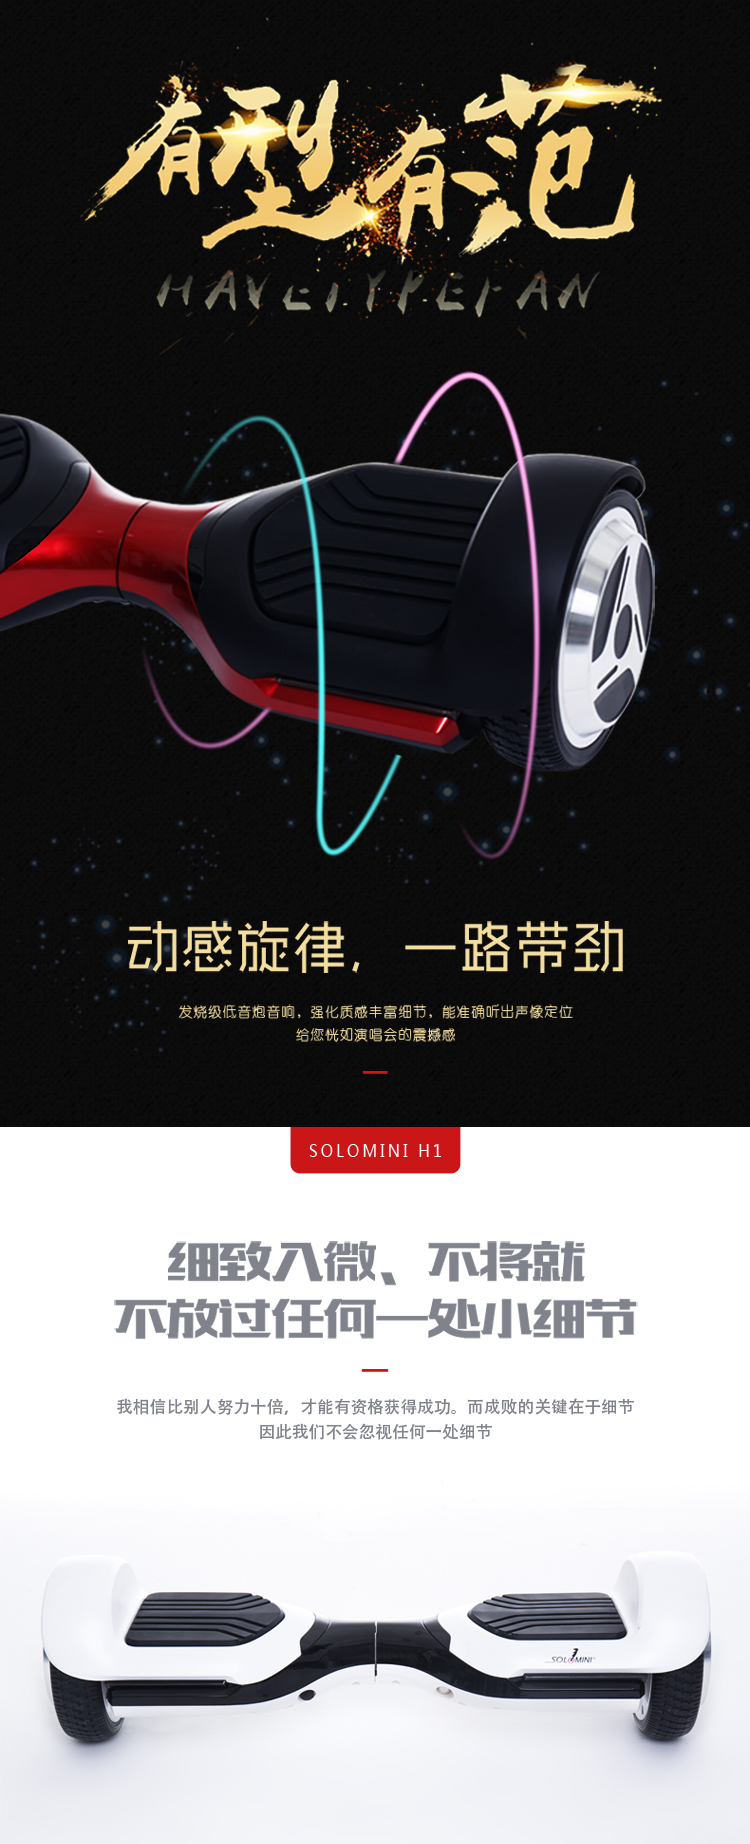 有型有范
HAVETYPEFAN
动感旋律，一路带劲
发烧级低音炮音响，强化质感丰富细节，能准确听出声像定位
给您恍如演唱会的震撼感
SOLOMINI H1
细致入微、不将就
不放过任何一处小细节
我相信比别人努力十倍，才能有资格获得成功。而成败的关键在于细节
因此我们不会忽视任何一处细节
SOLOMINI